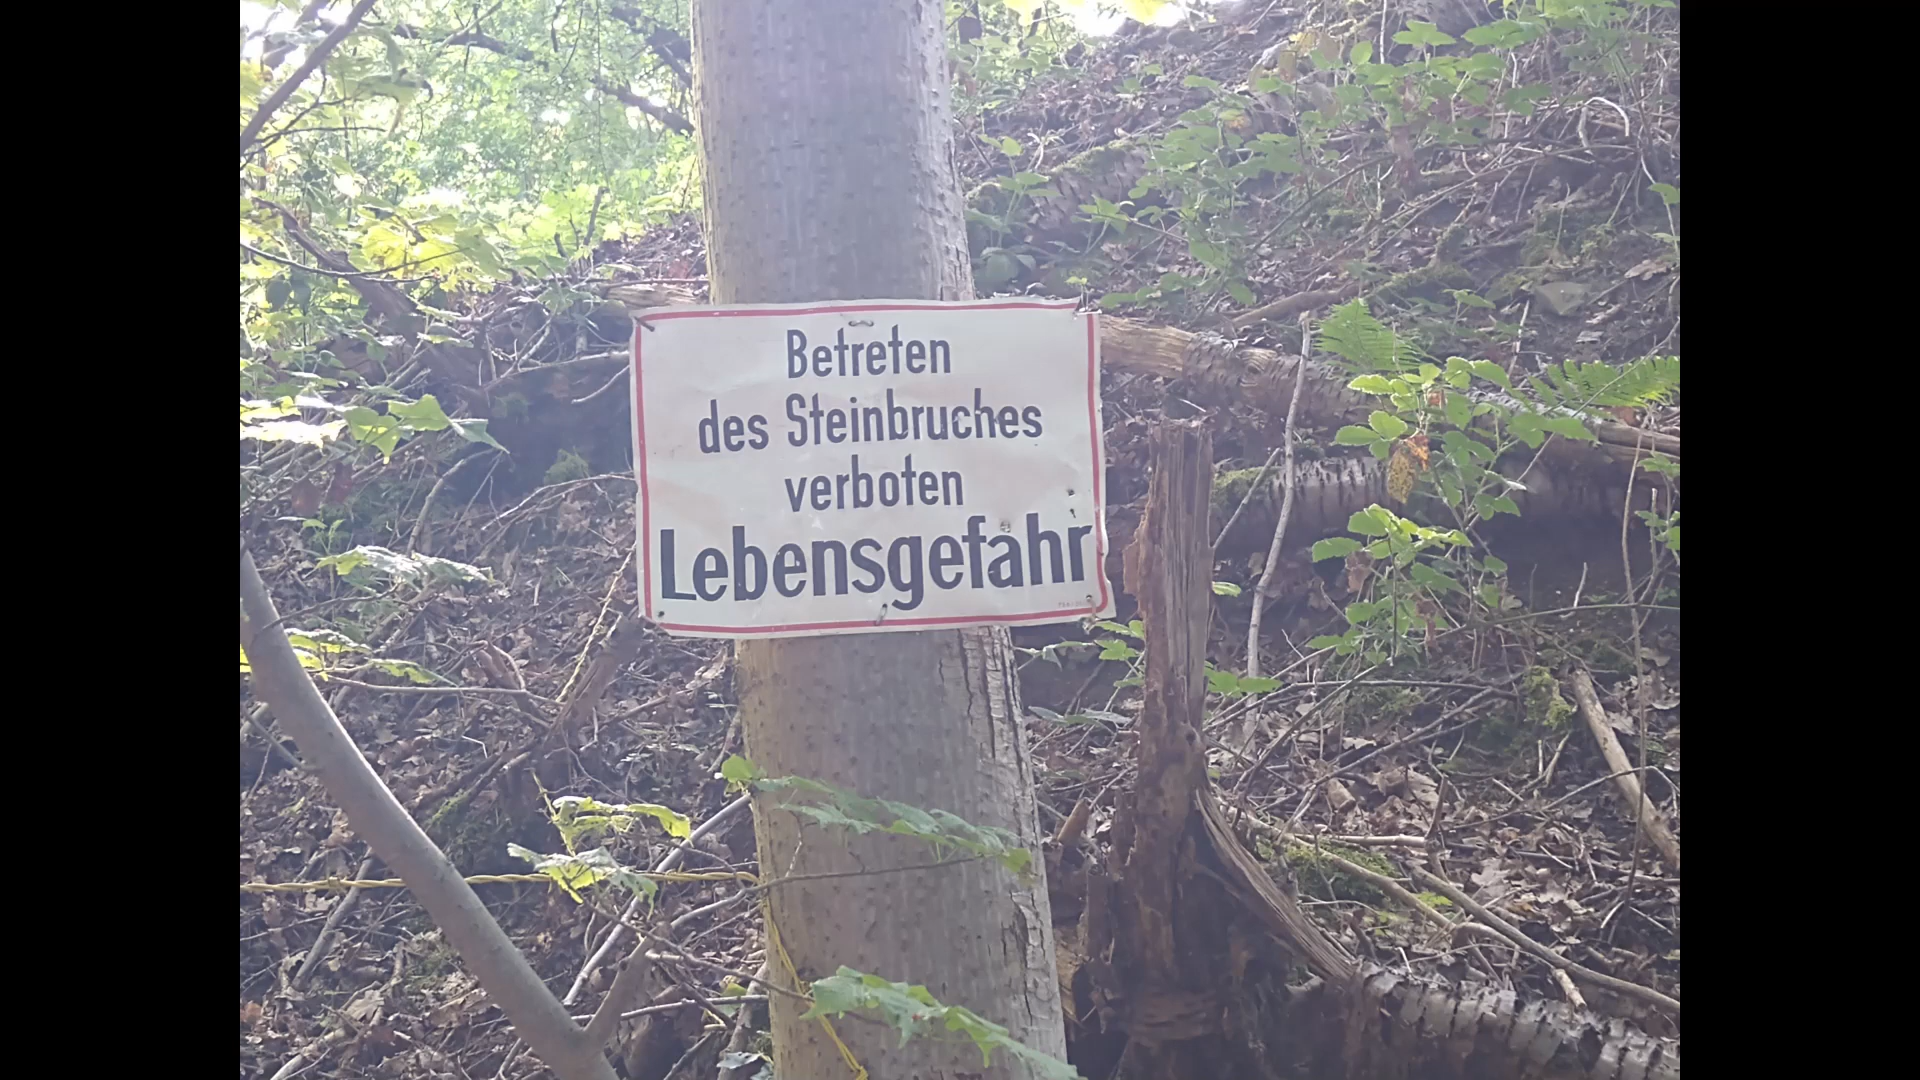 Betreten
des Steinbruches
verboten
Lebensgefahr